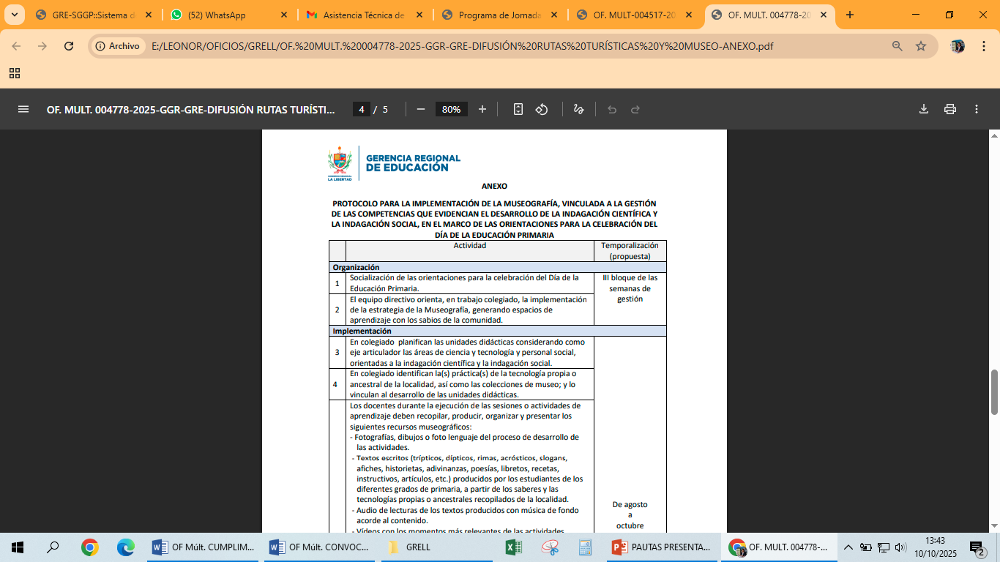 GRE-SGGP::Sistema d
(52) WhatsApp
Asistencia Técnica de
Programa de Jornada
OF. MULT-004517-20
OF. MULT. 004778-20
Archivo
E:/LEONOR/OFICIOS/GRELL/OF.%20MULT.%20004778-2025-GGR-GRE-DIFUSIÓN%20RUTAS%20TURÍSTICAS%20Y%20MUSEO-ANEXO.pdf
OF. MULT. 004778-2025-GGR-GRE-DIFUSIÓN RUTAS TURÍSTI...
4 / 5
80%
GOBIERNO REGIONAL
LA LIBERTAD
GERENCIA REGIONAL
DE EDUCACIÓN
ANEXO
PROTOCOLO PARA LA IMPLEMENTACIÓN DE LA MUSEOGRAFÍA, VINCULADA A LA GESTIÓN
DE LAS COMPETENCIAS QUE EVIDENCIAN EL DESARROLLO DE LA INDAGACIÓN CIENTÍFICA Y
LA INDAGACIÓN SOCIAL, EN EL MARCO DE LAS ORIENTACIONES PARA LA CELEBRACIÓN DEL
DÍA DE LA EDUCACIÓN PRIMARIA
Actividad
Temporalización
(propuesta)
Organización
1
Socialización de las orientaciones para la celebración del Día de la
Educación Primaria.
III bloque de las
semanas de
gestión
2
El equipo directivo orienta, en trabajo colegiado, la implementación
de la estrategia de la Museografía, generando espacios de
aprendizaje con los sabios de la comunidad.
Implementación
3
En colegiado planifican las unidades didácticas considerando como
eje articulador las áreas de ciencia y tecnología y personal social,
orientadas a la indagación científica y la indagación social.
4
En colegiado identifican la(s) práctica(s) de la tecnología propia o
ancestral de la localidad, así como las colecciones de museo; y lo
vinculan al desarrollo de las unidades didácticas.
Los docentes durante la ejecución de las sesiones o actividades de
aprendizaje deben recopilar, producir, organizar y presentar los
siguientes recursos museográficos:
- Fotografías, dibujos o foto lenguaje del proceso de desarrollo de
las actividades.
- Textos escritos (trípticos, dípticos, rimas, acrósticos, slogans,
afiches, historietas, adivinanzas, poesías, libretos, recetas,
instructivos, artículos, etc.) producidos por los estudiantes de los
diferentes grados de primaria, a partir de los saberes y las
tecnologías propias o ancestrales recopilados de la localidad.
- Audio de lecturas de los textos producidos con música de fondo
acorde al contenido.
- Vídeos con los momentos más relevantes de las actividades
De agosto
a
octubre
OF Múlt. CUMPLIM...
OF Múlt. CONVOC...
GRELL
PAUTAS PRESENTA...
OF. MULT. 004778-...
13:43
10/10/2025
2